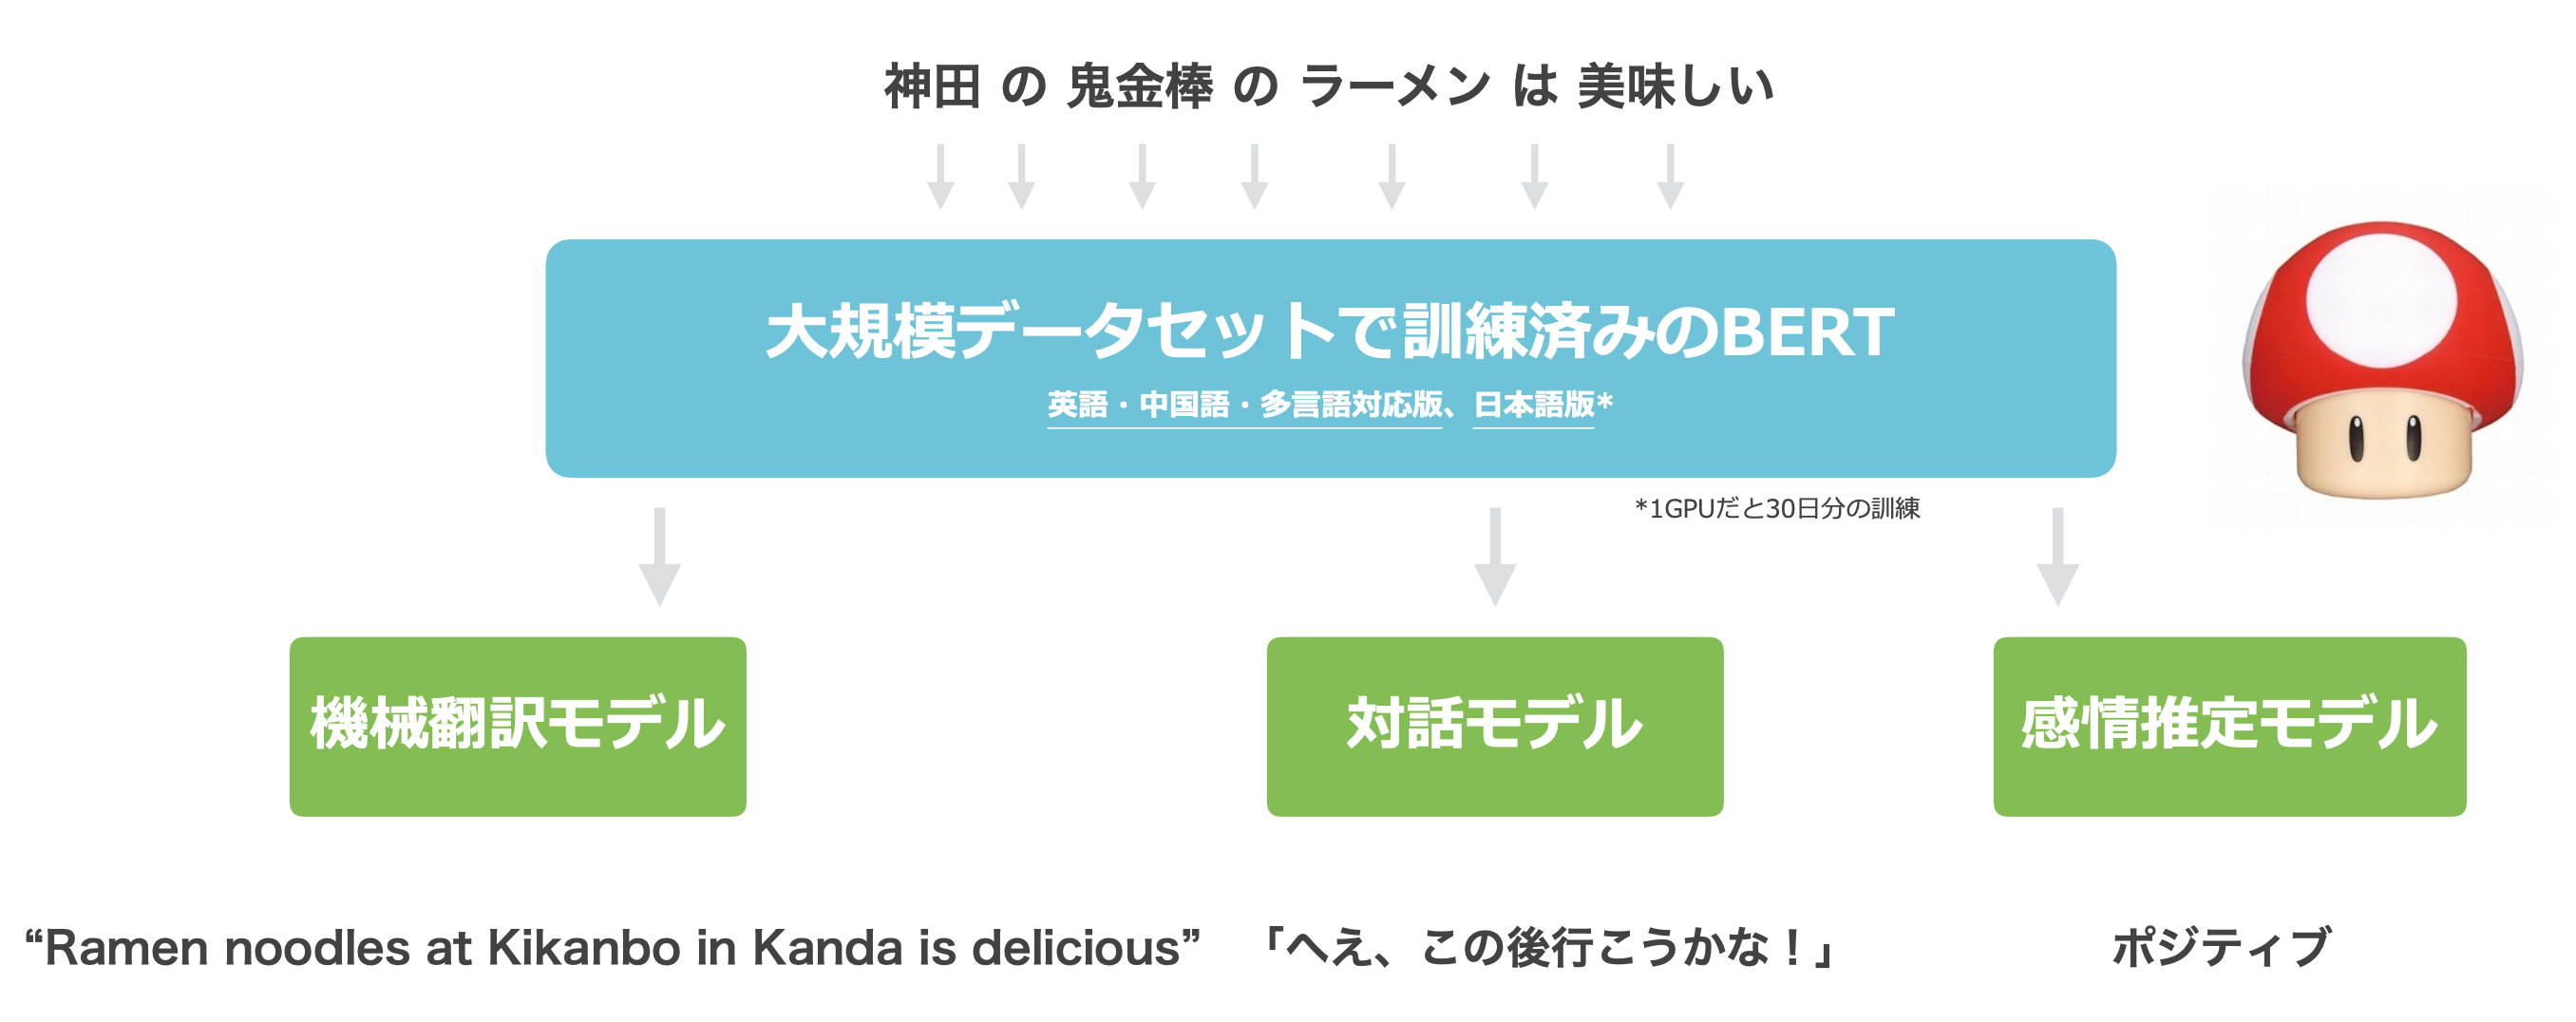 神田 の 鬼金棒 の ラーメン は 美味しい
大規模データセットで訓練済みのBERT
英語・中国語・多言語対応版、日本語版*
*1GPUだと30日分の訓練
機械翻訳モデル
対話モデル
感情推定モデル
“Ramen noodles at Kikanbo in Kanda is delicious”
「へえ、この後行こうかな！」
ポジティブ